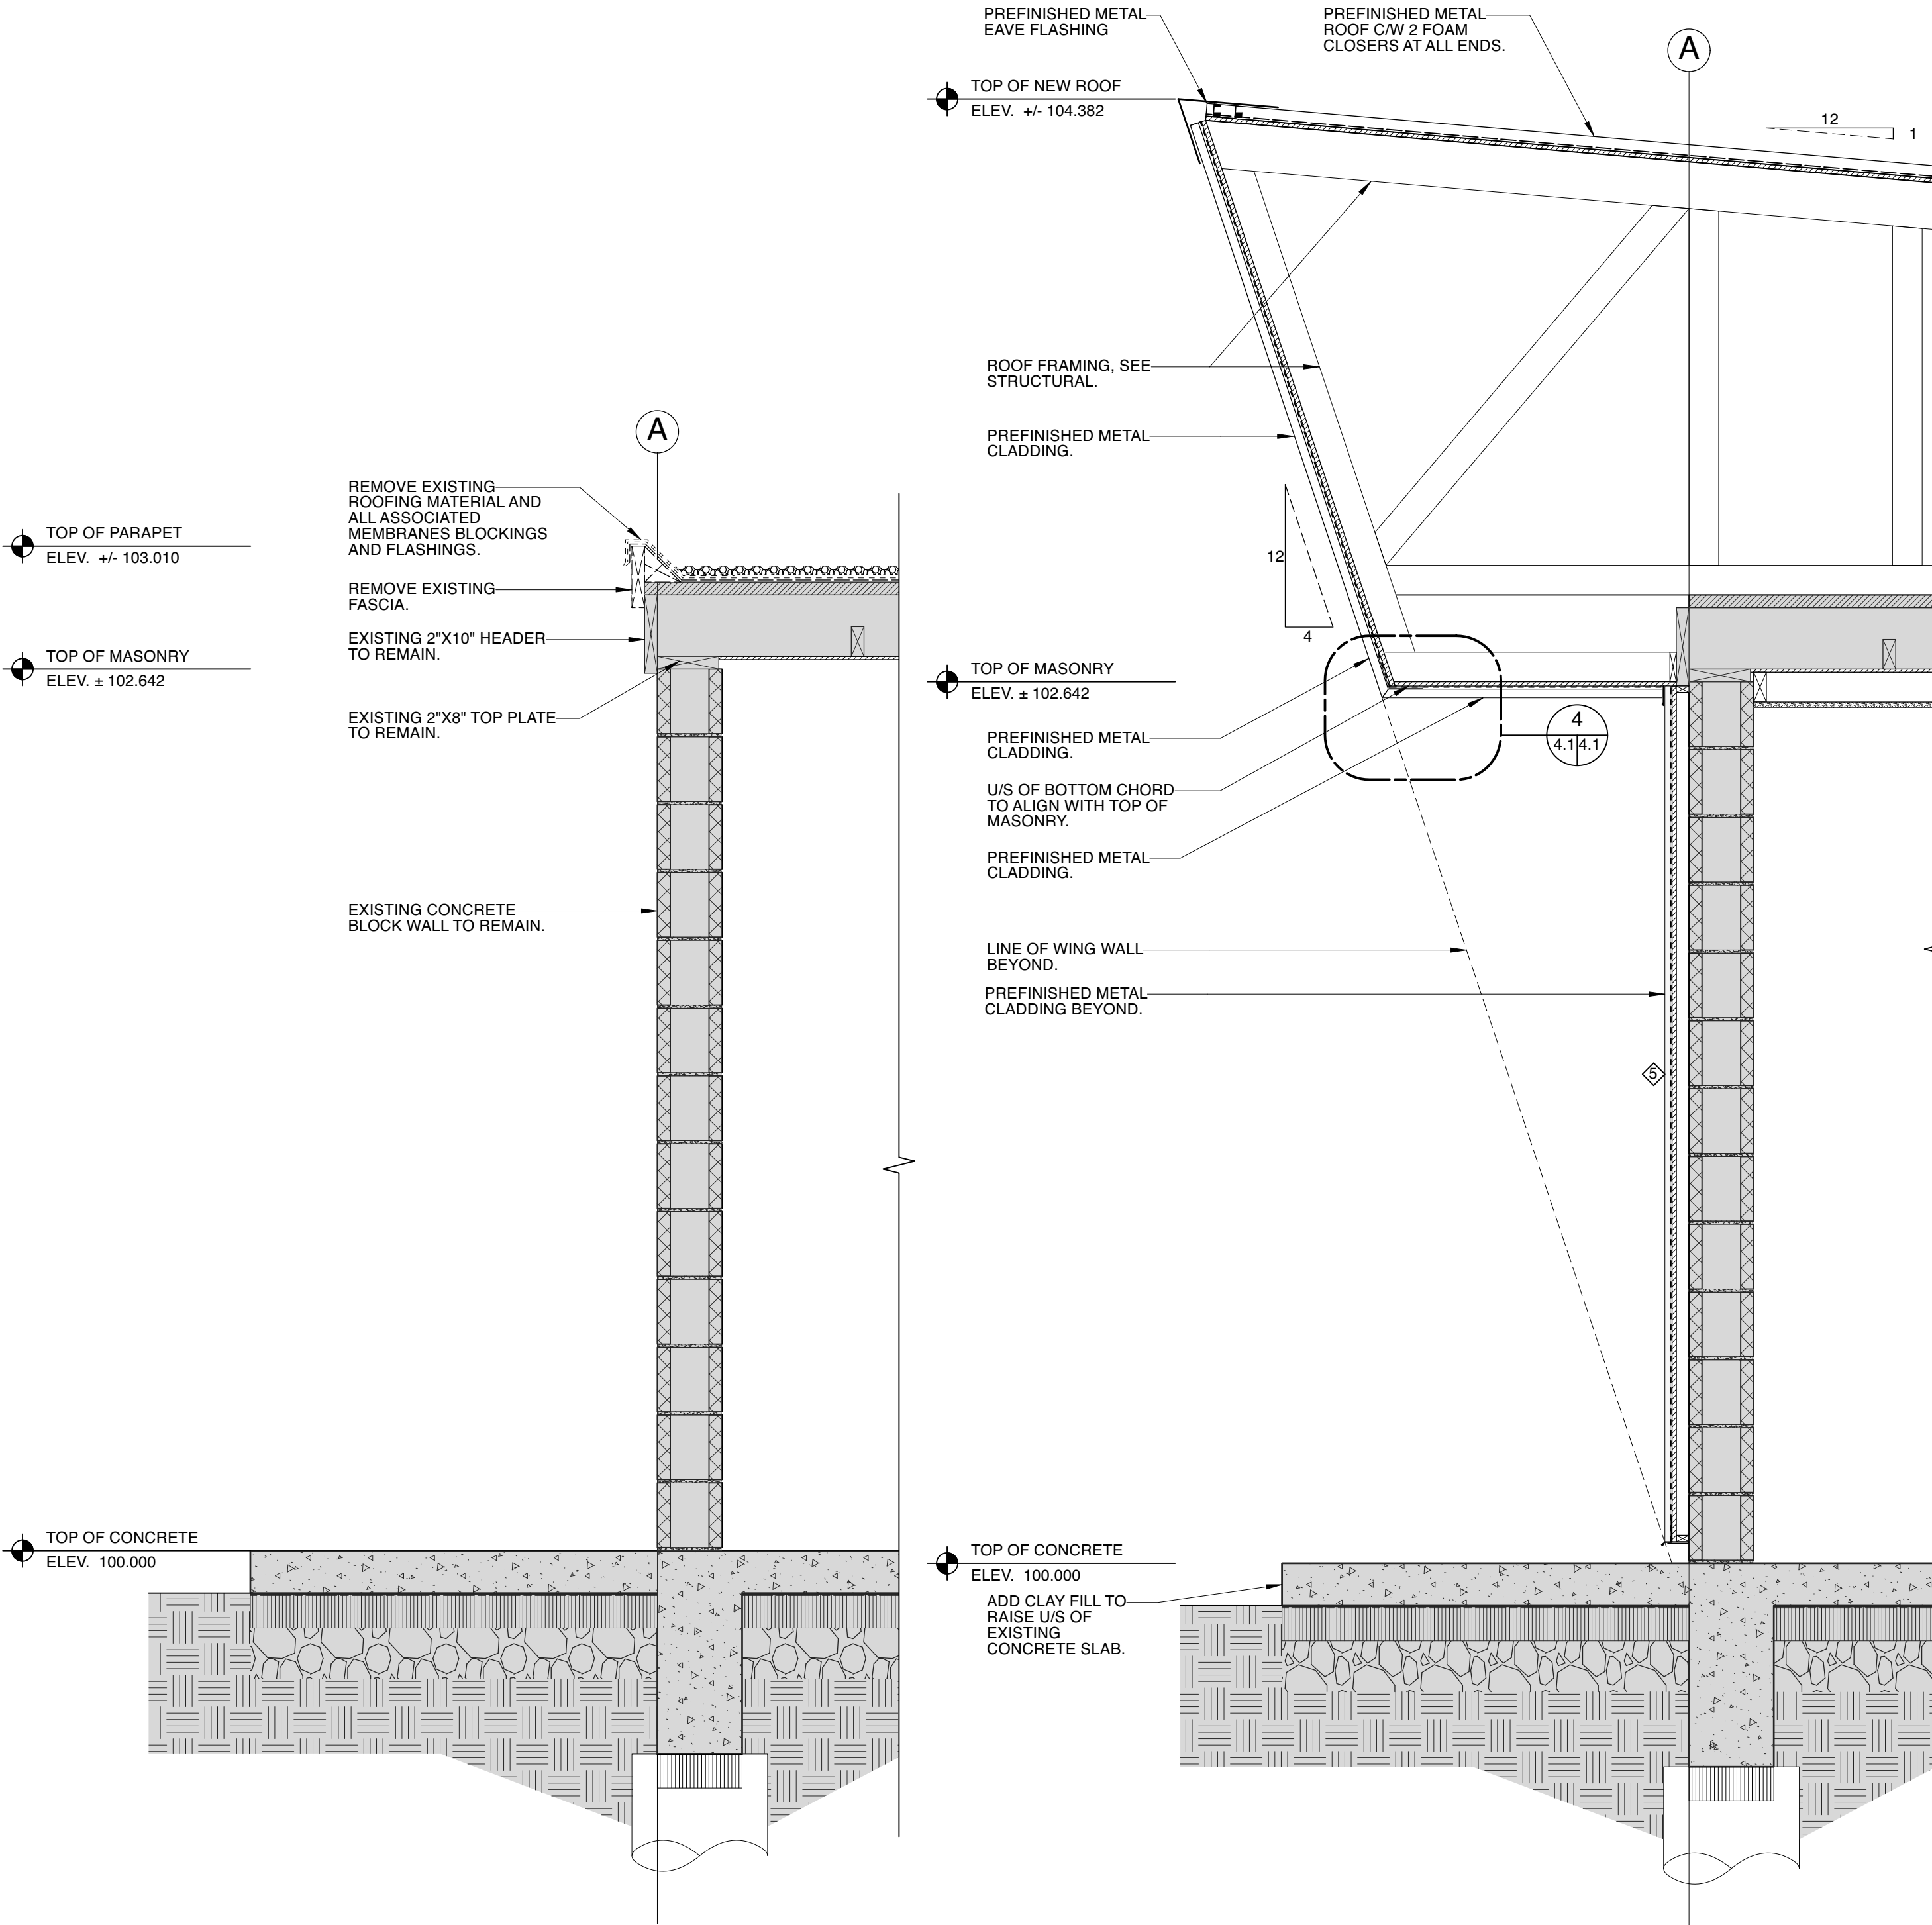 A
TOP OF PARAPET
ELEV. +/- 103.010
TOP OF MASONRY
ELEV. ± 102.642
TOP OF CONCRETE
ELEV. 100.000
REMOVE EXISTING
ROOFING MATERIAL AND
ALL ASSOCIATED
MEMBRANES BLOCKINGS
AND FLASHINGS.
REMOVE EXISTING
FASCIA.
EXISTING 2"X10" HEADER
TO REMAIN.
EXISTING 2"X8" TOP PLATE
TO REMAIN.
EXISTING CONCRETE
BLOCK WALL TO REMAIN.
PREFINISHED METAL
EAVE FLASHING
PREFINISHED METAL
ROOF C/W 2 FOAM
CLOSERS AT ALL ENDS.
A
TOP OF NEW ROOF
ELEV. +/- 104.382
12
1
ROOF FRAMING, SEE
STRUCTURAL.
PREFINISHED METAL
CLADDING.
12
4
TOP OF MASONRY
ELEV. ± 102.642
PREFINISHED METAL
CLADDING.
4
4.1 4.1
U/S OF BOTTOM CHORD
TO ALIGN WITH TOP OF
MASONRY.
PREFINISHED METAL
CLADDING.
LINE OF WING WALL
BEYOND.
PREFINISHED METAL
CLADDING BEYOND.
5
TOP OF CONCRETE
ELEV. 100.000
ADD CLAY FILL TO
RAISE U/S OF
EXISTING
CONCRETE SLAB.